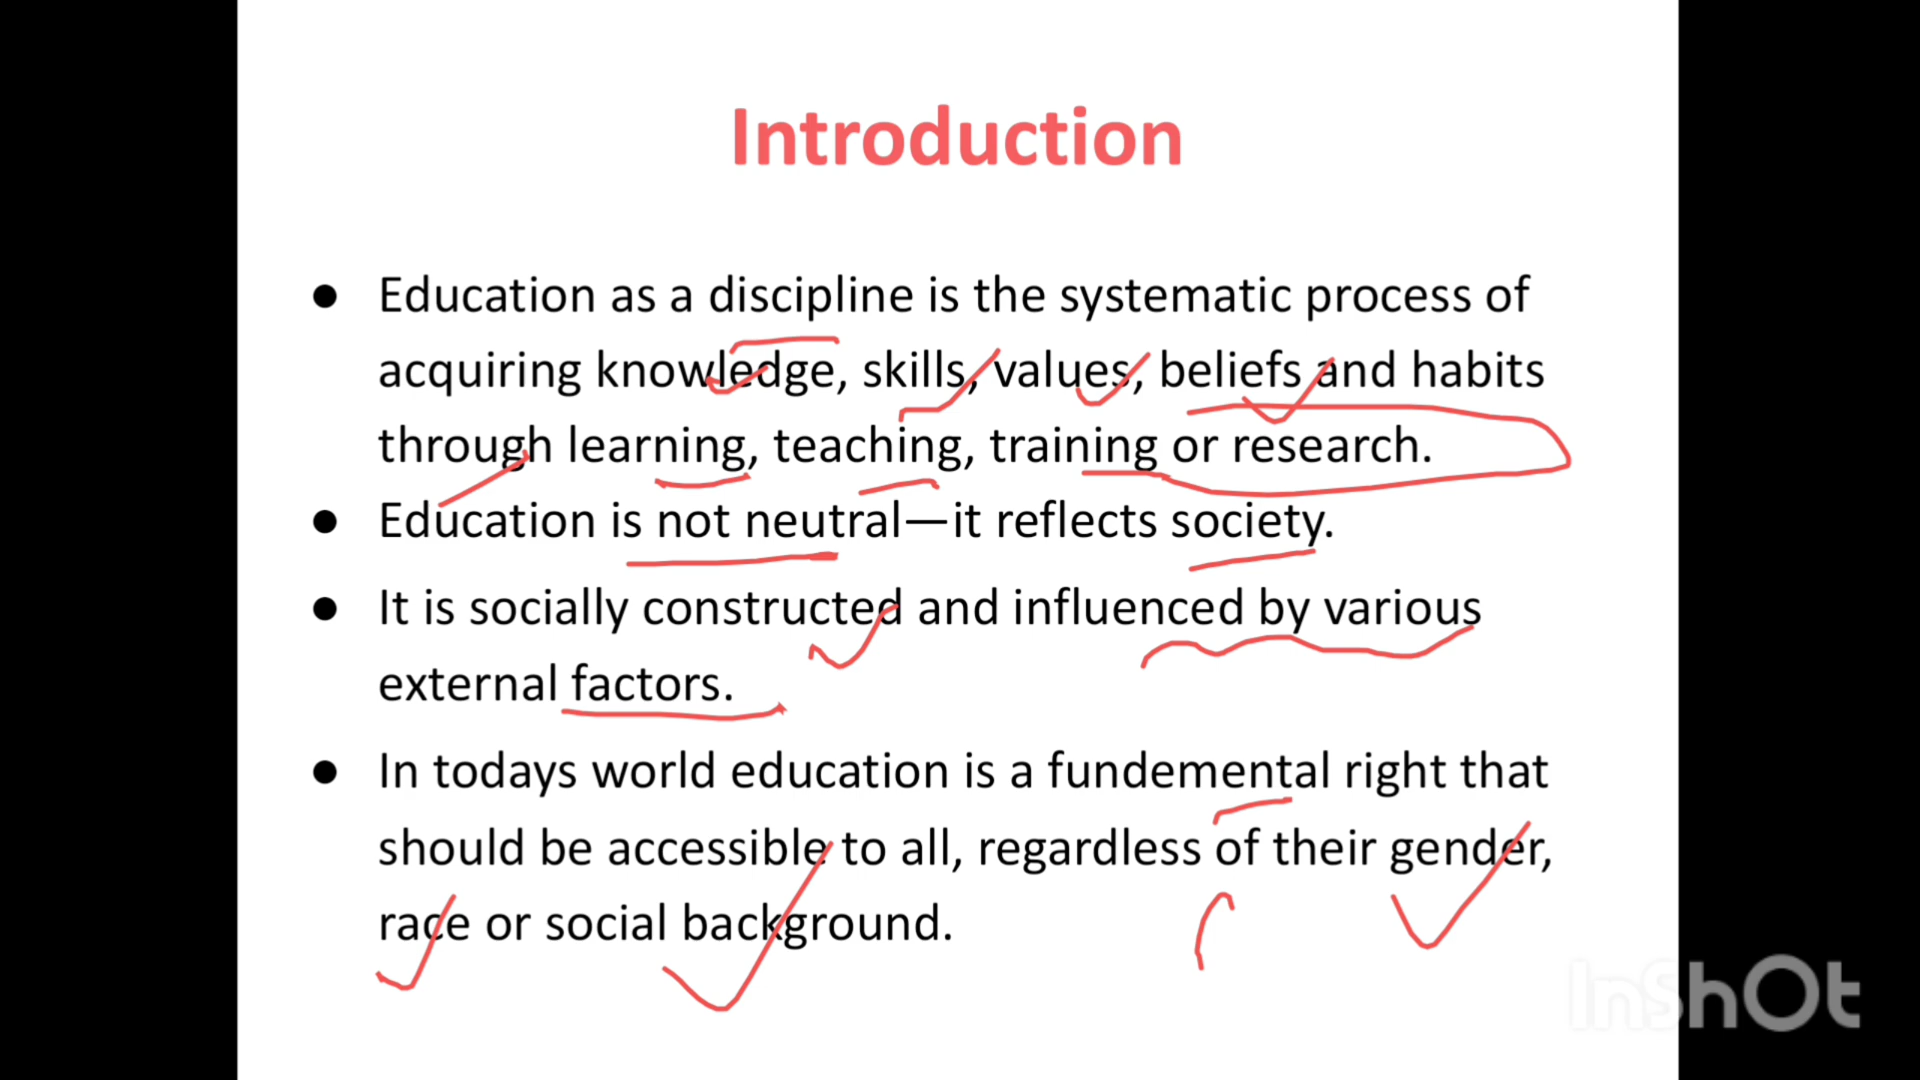 Introduction
● Education as a discipline is the systematic process of
acquiring knowledge, skills, values, beliefs and habits
through learning, teaching, training or research.
● Education is not neutral—it reflects society.
● It is socially constructed and influenced by various
external factors.
● In todays world education is a fundemental right that
should be accessible to all, regardless of their gender,
race or social background.
InShOt